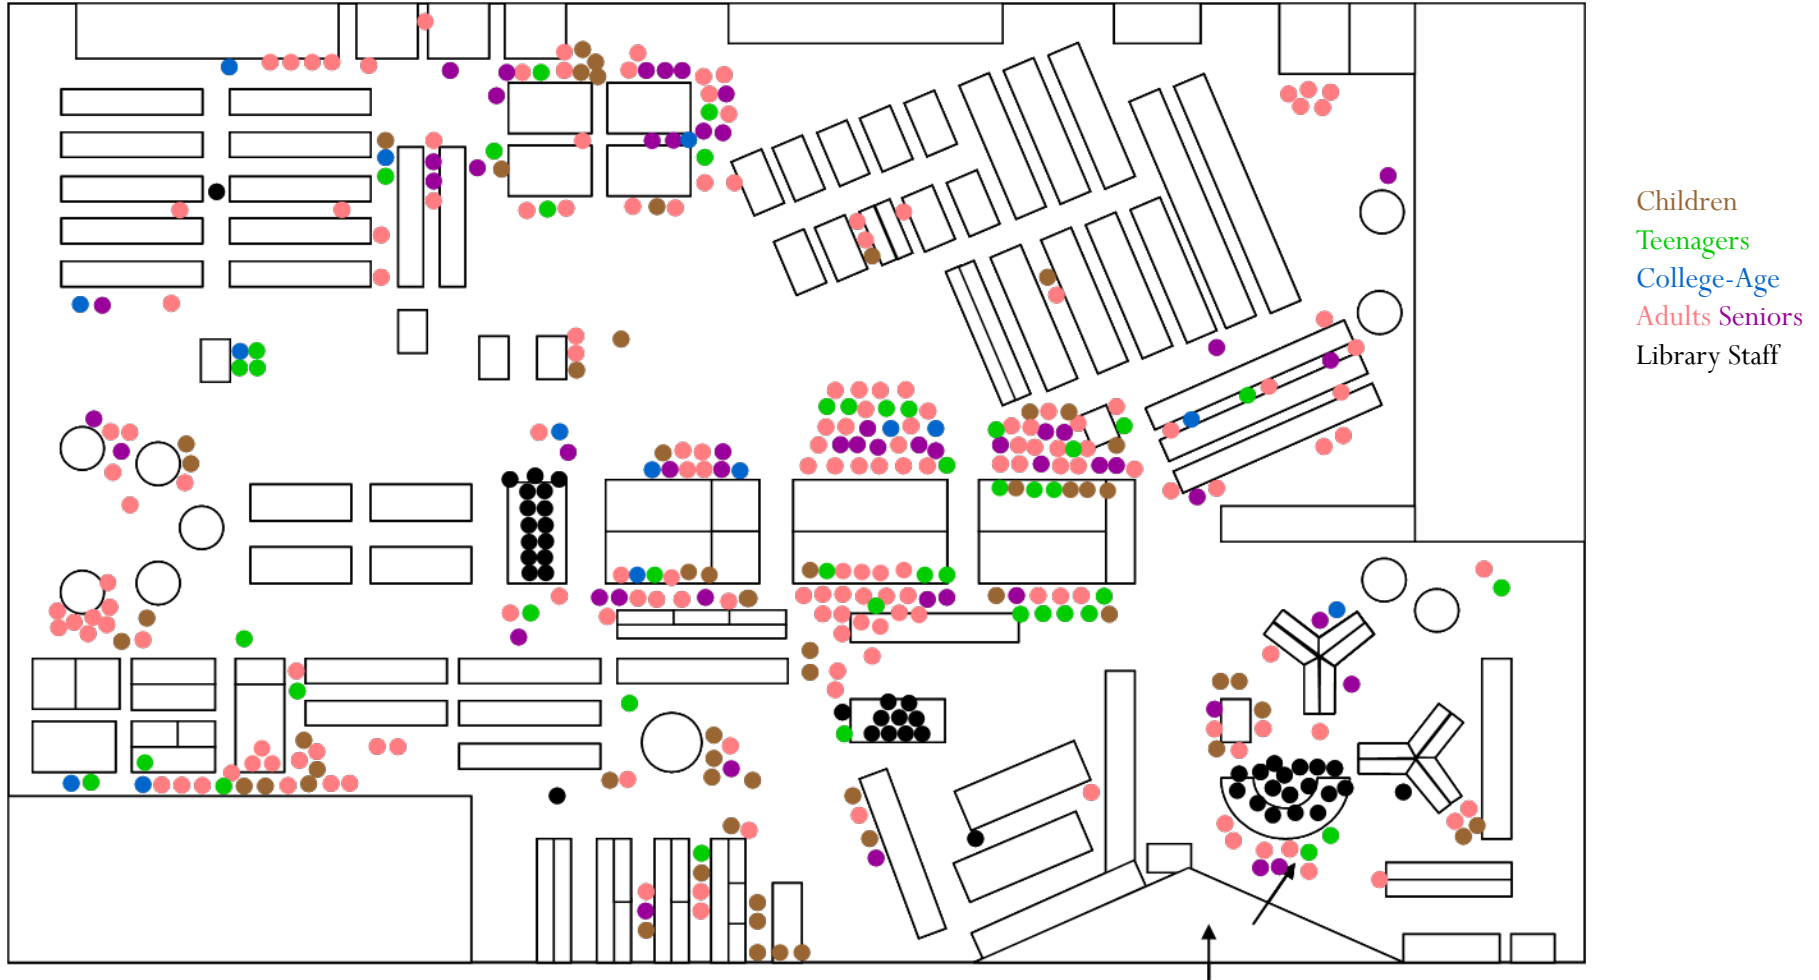 Children
Teenagers
College-Age
Adults Seniors
Library Staff